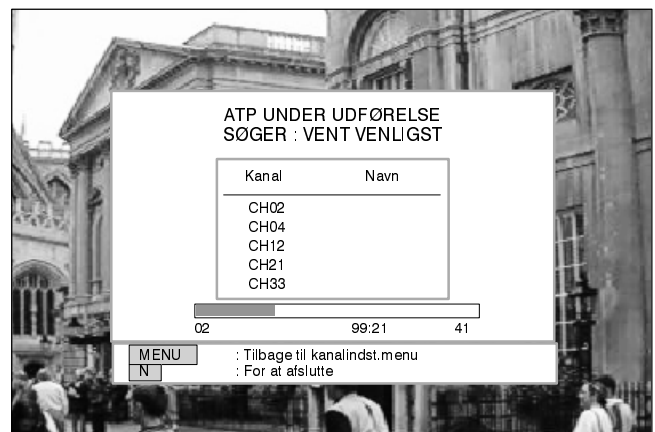 ATP UNDER UDFØRELSE
SØGER : VENT VENLIGST
Kanal Navn
CH02
CH04
CH12
CH21
CH33
02 99:21 41
MENU : Tilbage til kanalindst.menu
N : For at afslutte